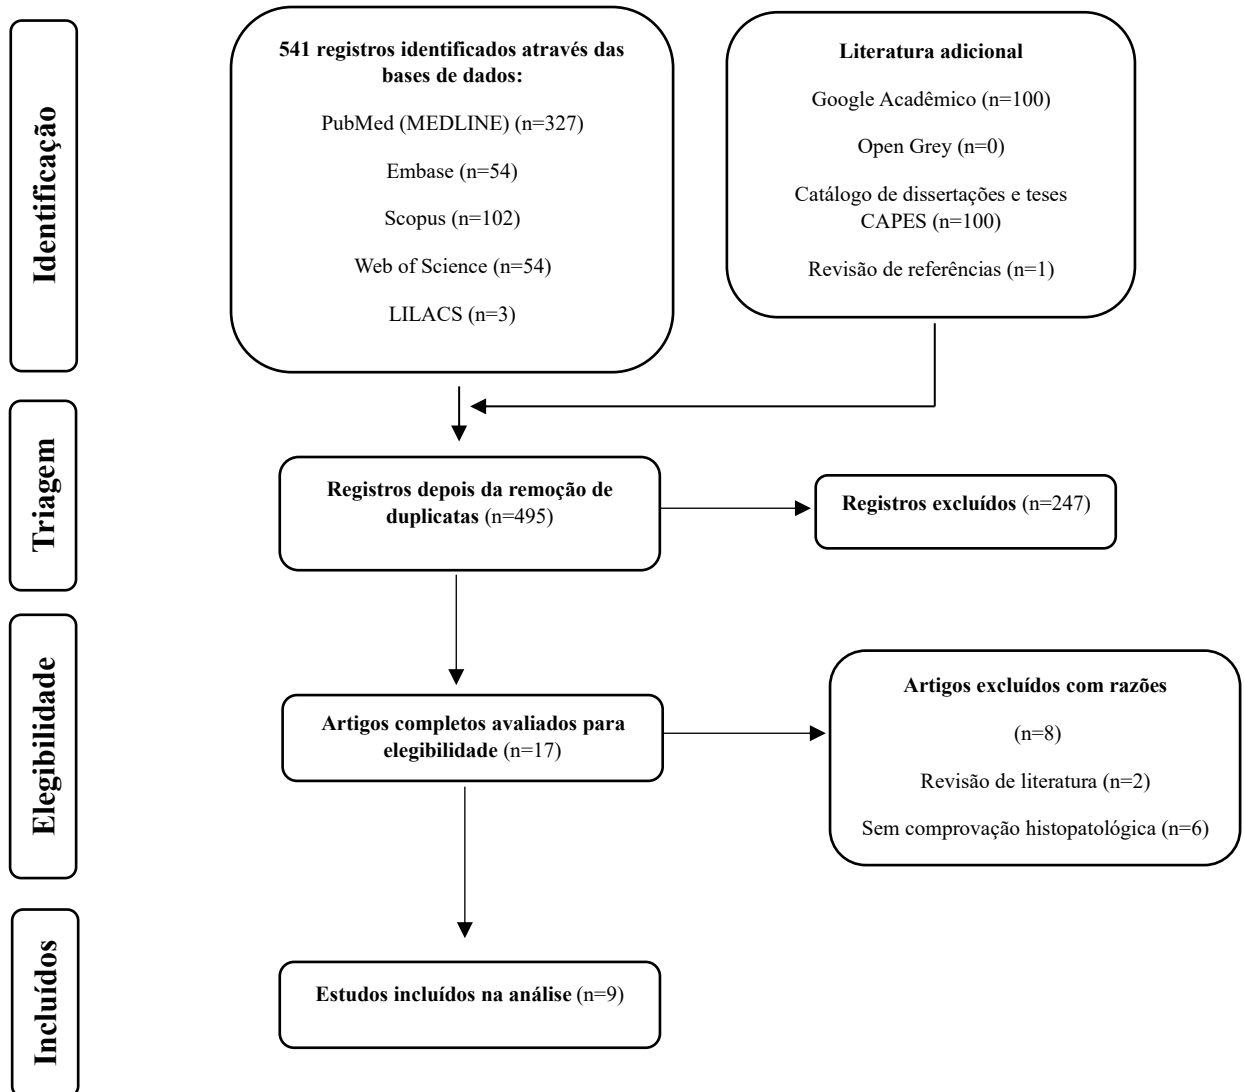 Identificação
541 registros identificados através das
bases de dados:
PubMed (MEDLINE) (n=327)
Embase (n=54)
Scopus (n=102)
Web of Science (n=54)
LILACS (n=3)
Literatura adicional
Google Acadêmico (n=100)
Open Grey (n=0)
Catálogo de dissertações e teses
CAPES (n=100)
Revisão de referências (n=1)
Triagem
Registros depois da remoção de
duplicatas (n=495)
Registros excluídos (n=247)
Elegibilidade
Artigos completos avaliados para
elegibilidade (n=17)
Artigos excluídos com razões
(n=8)
Revisão de literatura (n=2)
Sem comprovação histopatológica (n=6)
Incluídos
Estudos incluídos na análise (n=9)